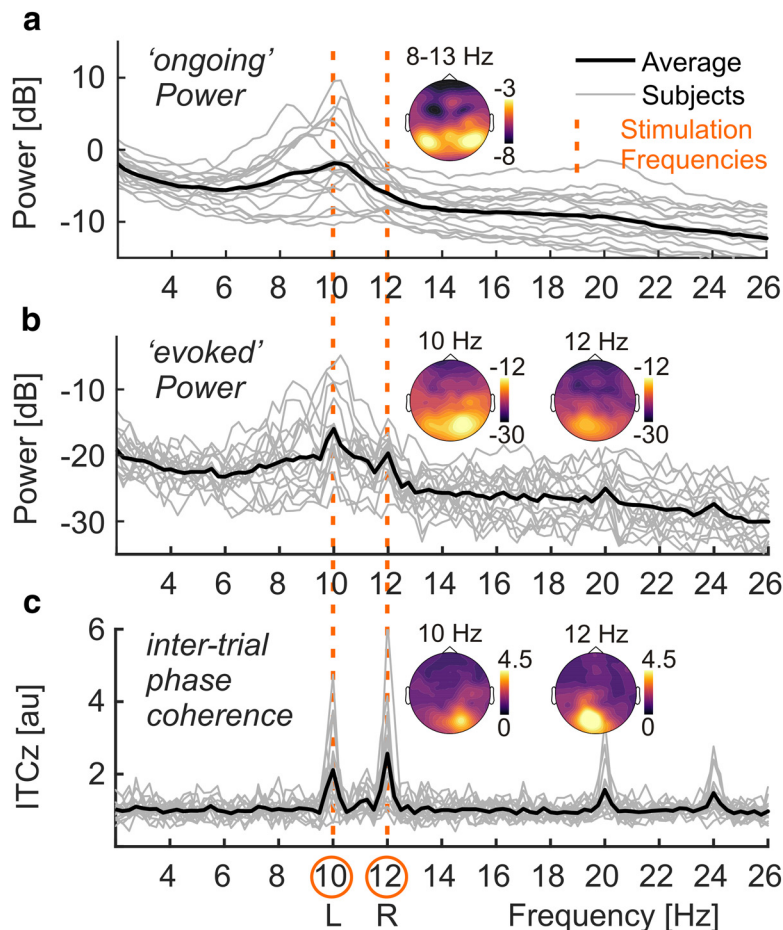 a
‘ongoing’
Power
8-13 Hz
-3
-8
Average
Subjects
Stimulation
Frequencies
Power [dB]
10
0
-10
4 6 8 10 12 14 16 18 20 22 24 26
b
‘evoked’
Power
10 Hz
-12
-30
12 Hz
-12
-30
Power [dB]
-10
-20
-30
4 6 8 10 12 14 16 18 20 22 24 26
c
inter-trial
phase
coherence
10 Hz
4.5
0
12 Hz
4.5
0
ITCz [au]
6
4
2
4 6 8 10 12 14 16 18 20 22 24 26
L R Frequency [Hz]